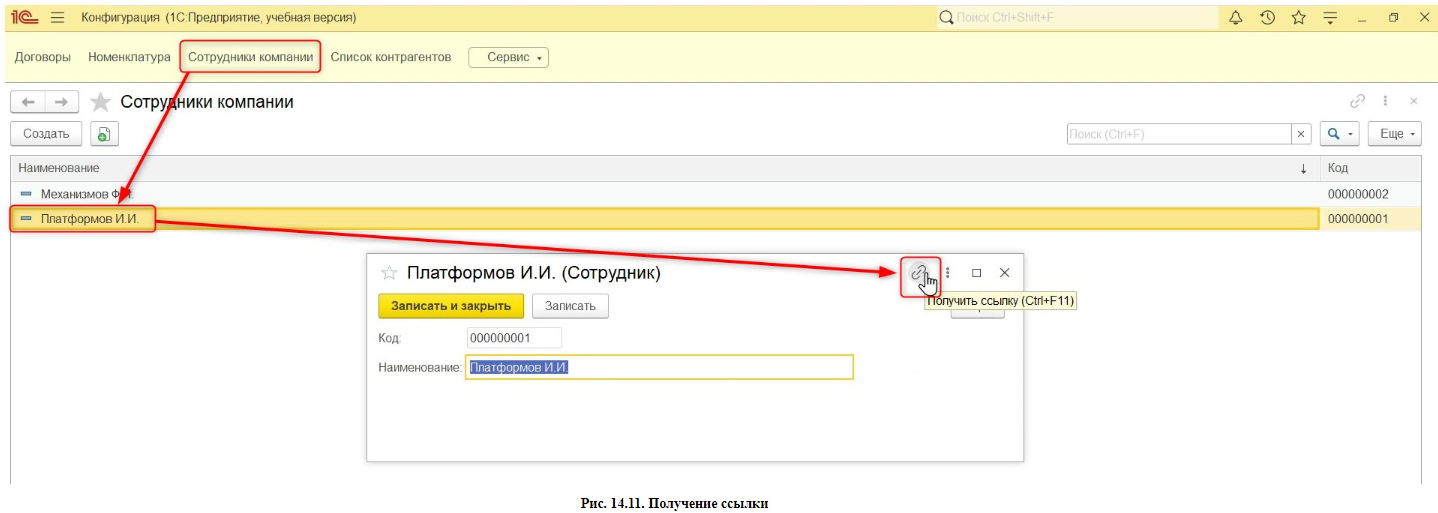 1С Конфигурация (1С:Предприятие, учебная версия) Поиск Ctrl+Shift+F
Договоры Номенклатура Сотрудники компании Список контрагентов Сервис
Сотрудники компании
Создать Поиск (Ctrl+F) Еще
Наименование Код
Механизмов 000000002
Платформов И.И. 000000001
Платформов И.И. (Сотрудник)
Получить ссылку (Ctrl+F11)
Записать и закрыть Записать
Код: 000000001
Наименование: Платформов И.И.
Рис. 14.11. Получение ссылки